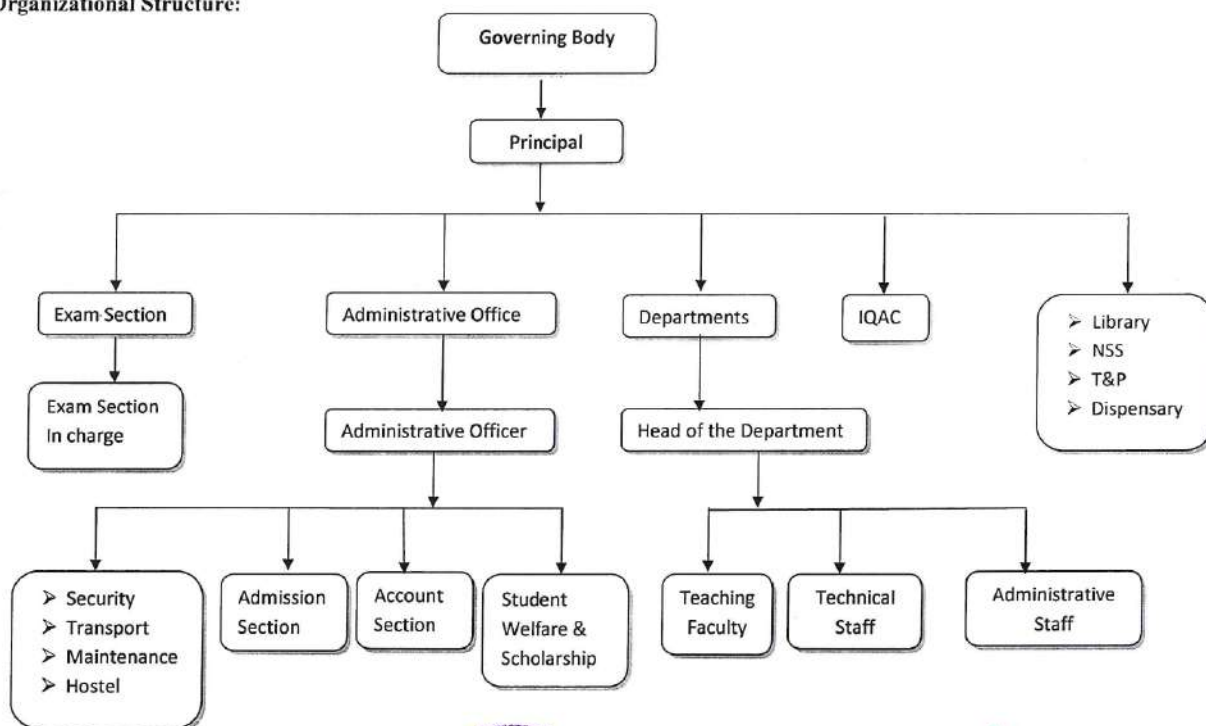 Organizational Structure:
Governing Body
Principal
Exam Section
Administrative Office
Departments
IQAC
➢ Library
➢ NSS
➢ T&P
➢ Dispensary
Exam Section
In charge
Administrative Officer
Head of the Department
➢ Security
➢ Transport
➢ Maintenance
➢ Hostel
Admission
Section
Account
Section
Student
Welfare &
Scholarship
Teaching
Faculty
Technical
Staff
Administrative
Staff